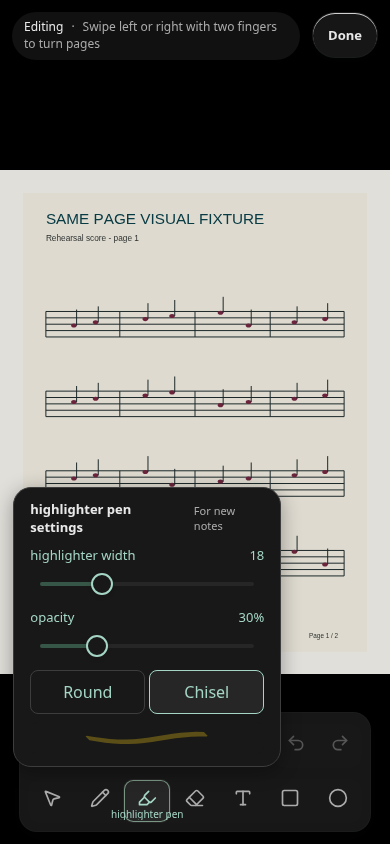 Editing · Swipe left or right with two fingers
to turn pages
Done
SAME PAGE VISUAL FIXTURE
Rehearsal score - page 1
highlighter pen
settings
For new
notes
highlighter width 18
opacity 30%
Round Chisel
Page 1 / 2
T
highlighter pen